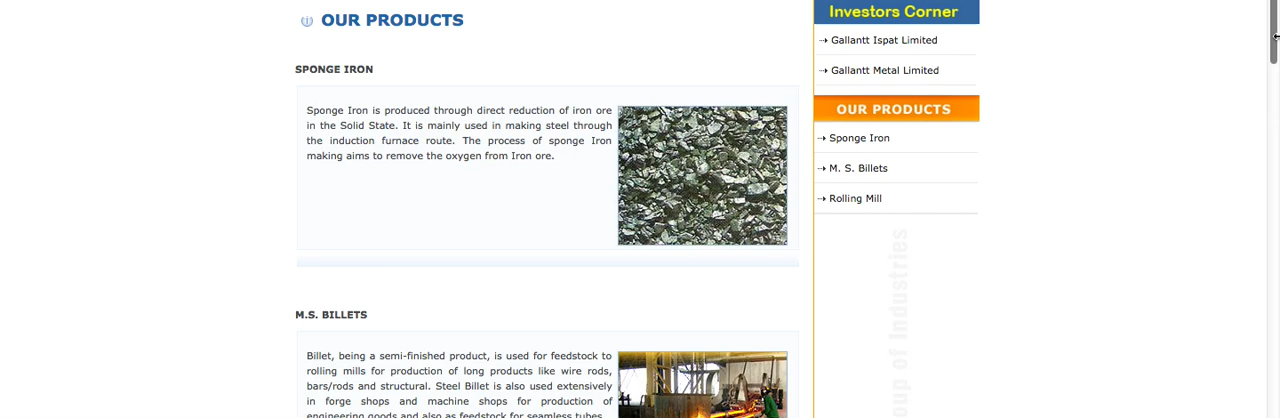 OUR PRODUCTS
SPONGE IRON
Sponge Iron is produced through direct reduction of iron ore
in the Solid State. It is mainly used in making steel through
the induction furnace route. The process of sponge Iron
making aims to remove the oxygen from Iron ore.
M.S. BILLETS
Billet, being a semi-finished product, is used for feedstock to
rolling mills for production of long products like wire rods,
bars/rods and structural. Steel Billet is also used extensively
in forge shops and machine shops for production of
engineering goods and also as feedstock for seamless tubes.
Investors Corner
Gallantt Ispat Limited
Gallantt Metal Limited
OUR PRODUCTS
Sponge Iron
M. S. Billets
Rolling Mill
oup of Industries